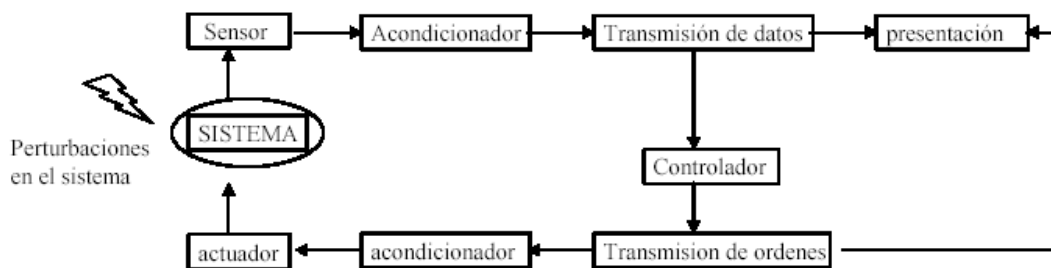 Sensor
Acondicionador
Transmisión de datos
presentación
SISTEMA
Perturbaciones
en el sistema
Controlador
actuador
acondicionador
Transmision de ordenes